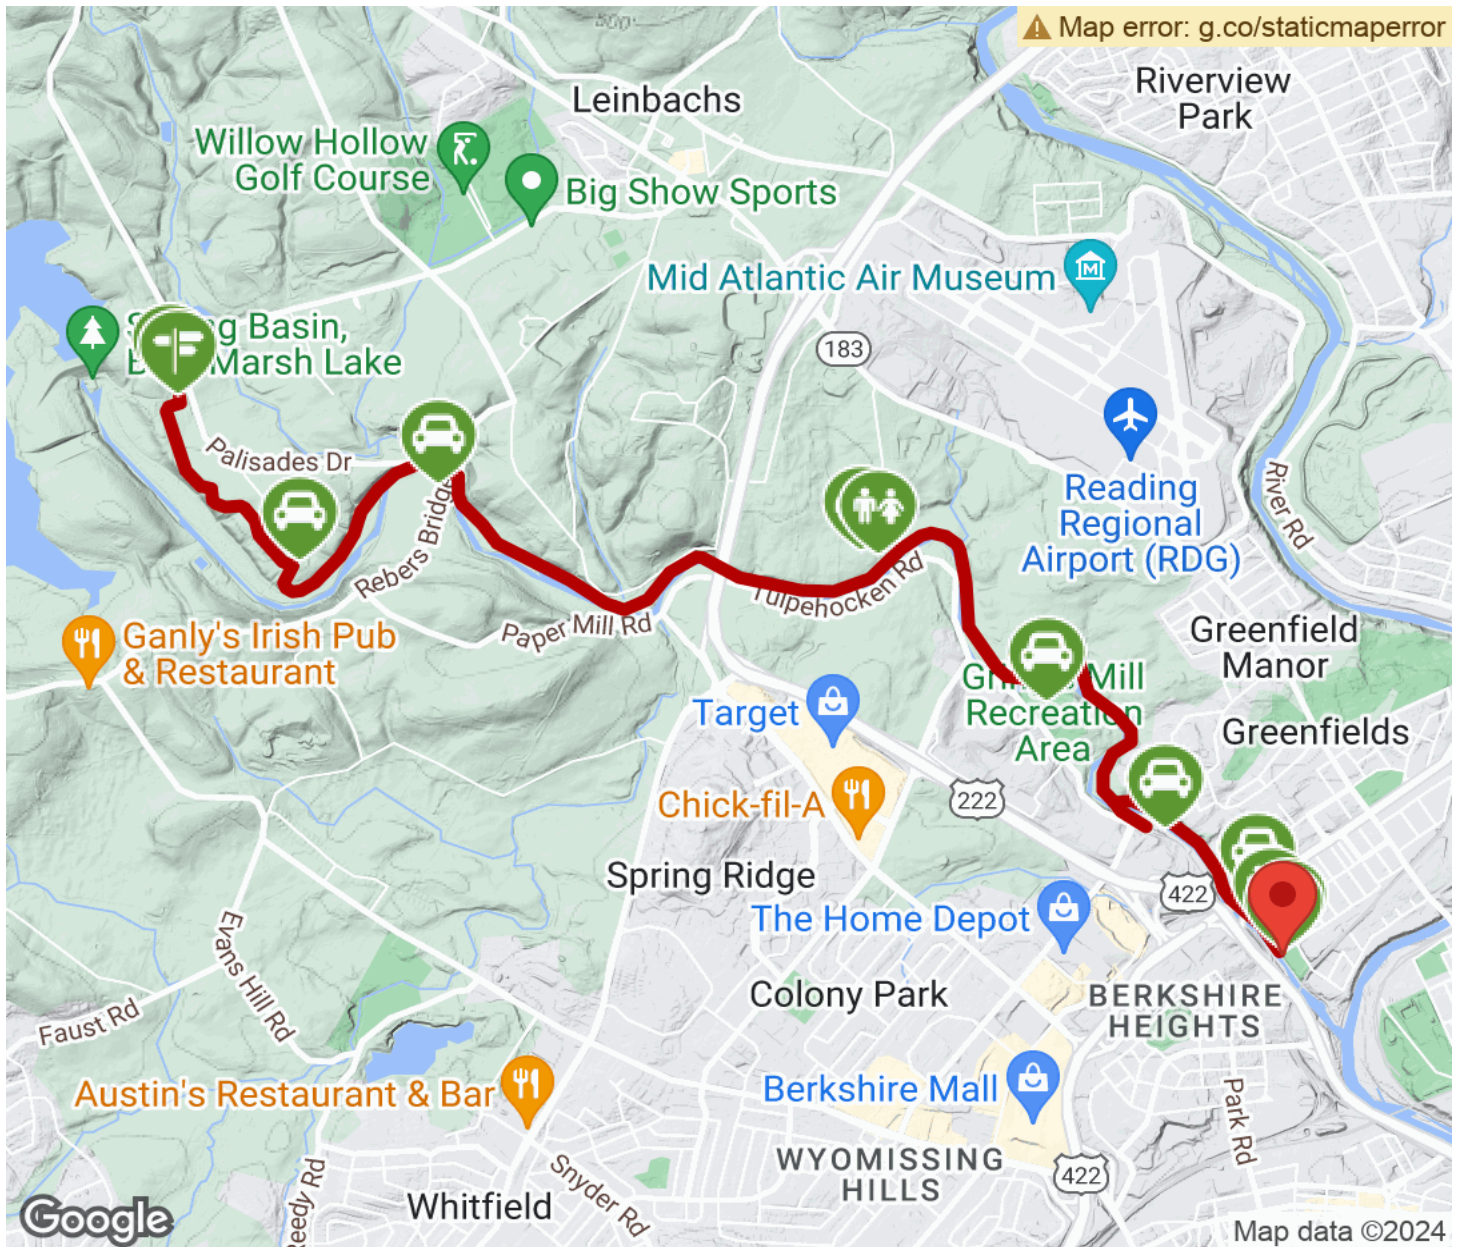 Map error: g.co/staticmaperror
Riverview
Park
Leinbachs
Willow Hollow
Golf Course
Big Show Sports
Mid Atlantic Air Museum
183
g Basin,
Marsh Lake
Palisades Dr
Rebers Bridge
Reading
Regional
Airport (RDG)
River Rd
Tulpehocken Rd
Paper Mill Rd
Ganly's Irish Pub
& Restaurant
Greenfield
Manor
Mill
Recreation
Area
Greenfields
Target
Chick-fil-A
222
Spring Ridge
422
The Home Depot
Evans Hill Rd
Faust Rd
Colony Park
BERKSHIRE
HEIGHTS
Austin's Restaurant & Bar
Berkshire Mall
Park Rd
WYOMISSING
HILLS
422
Snyder Rd
Reedy Rd
Whitfield
Google
Map data ©2024